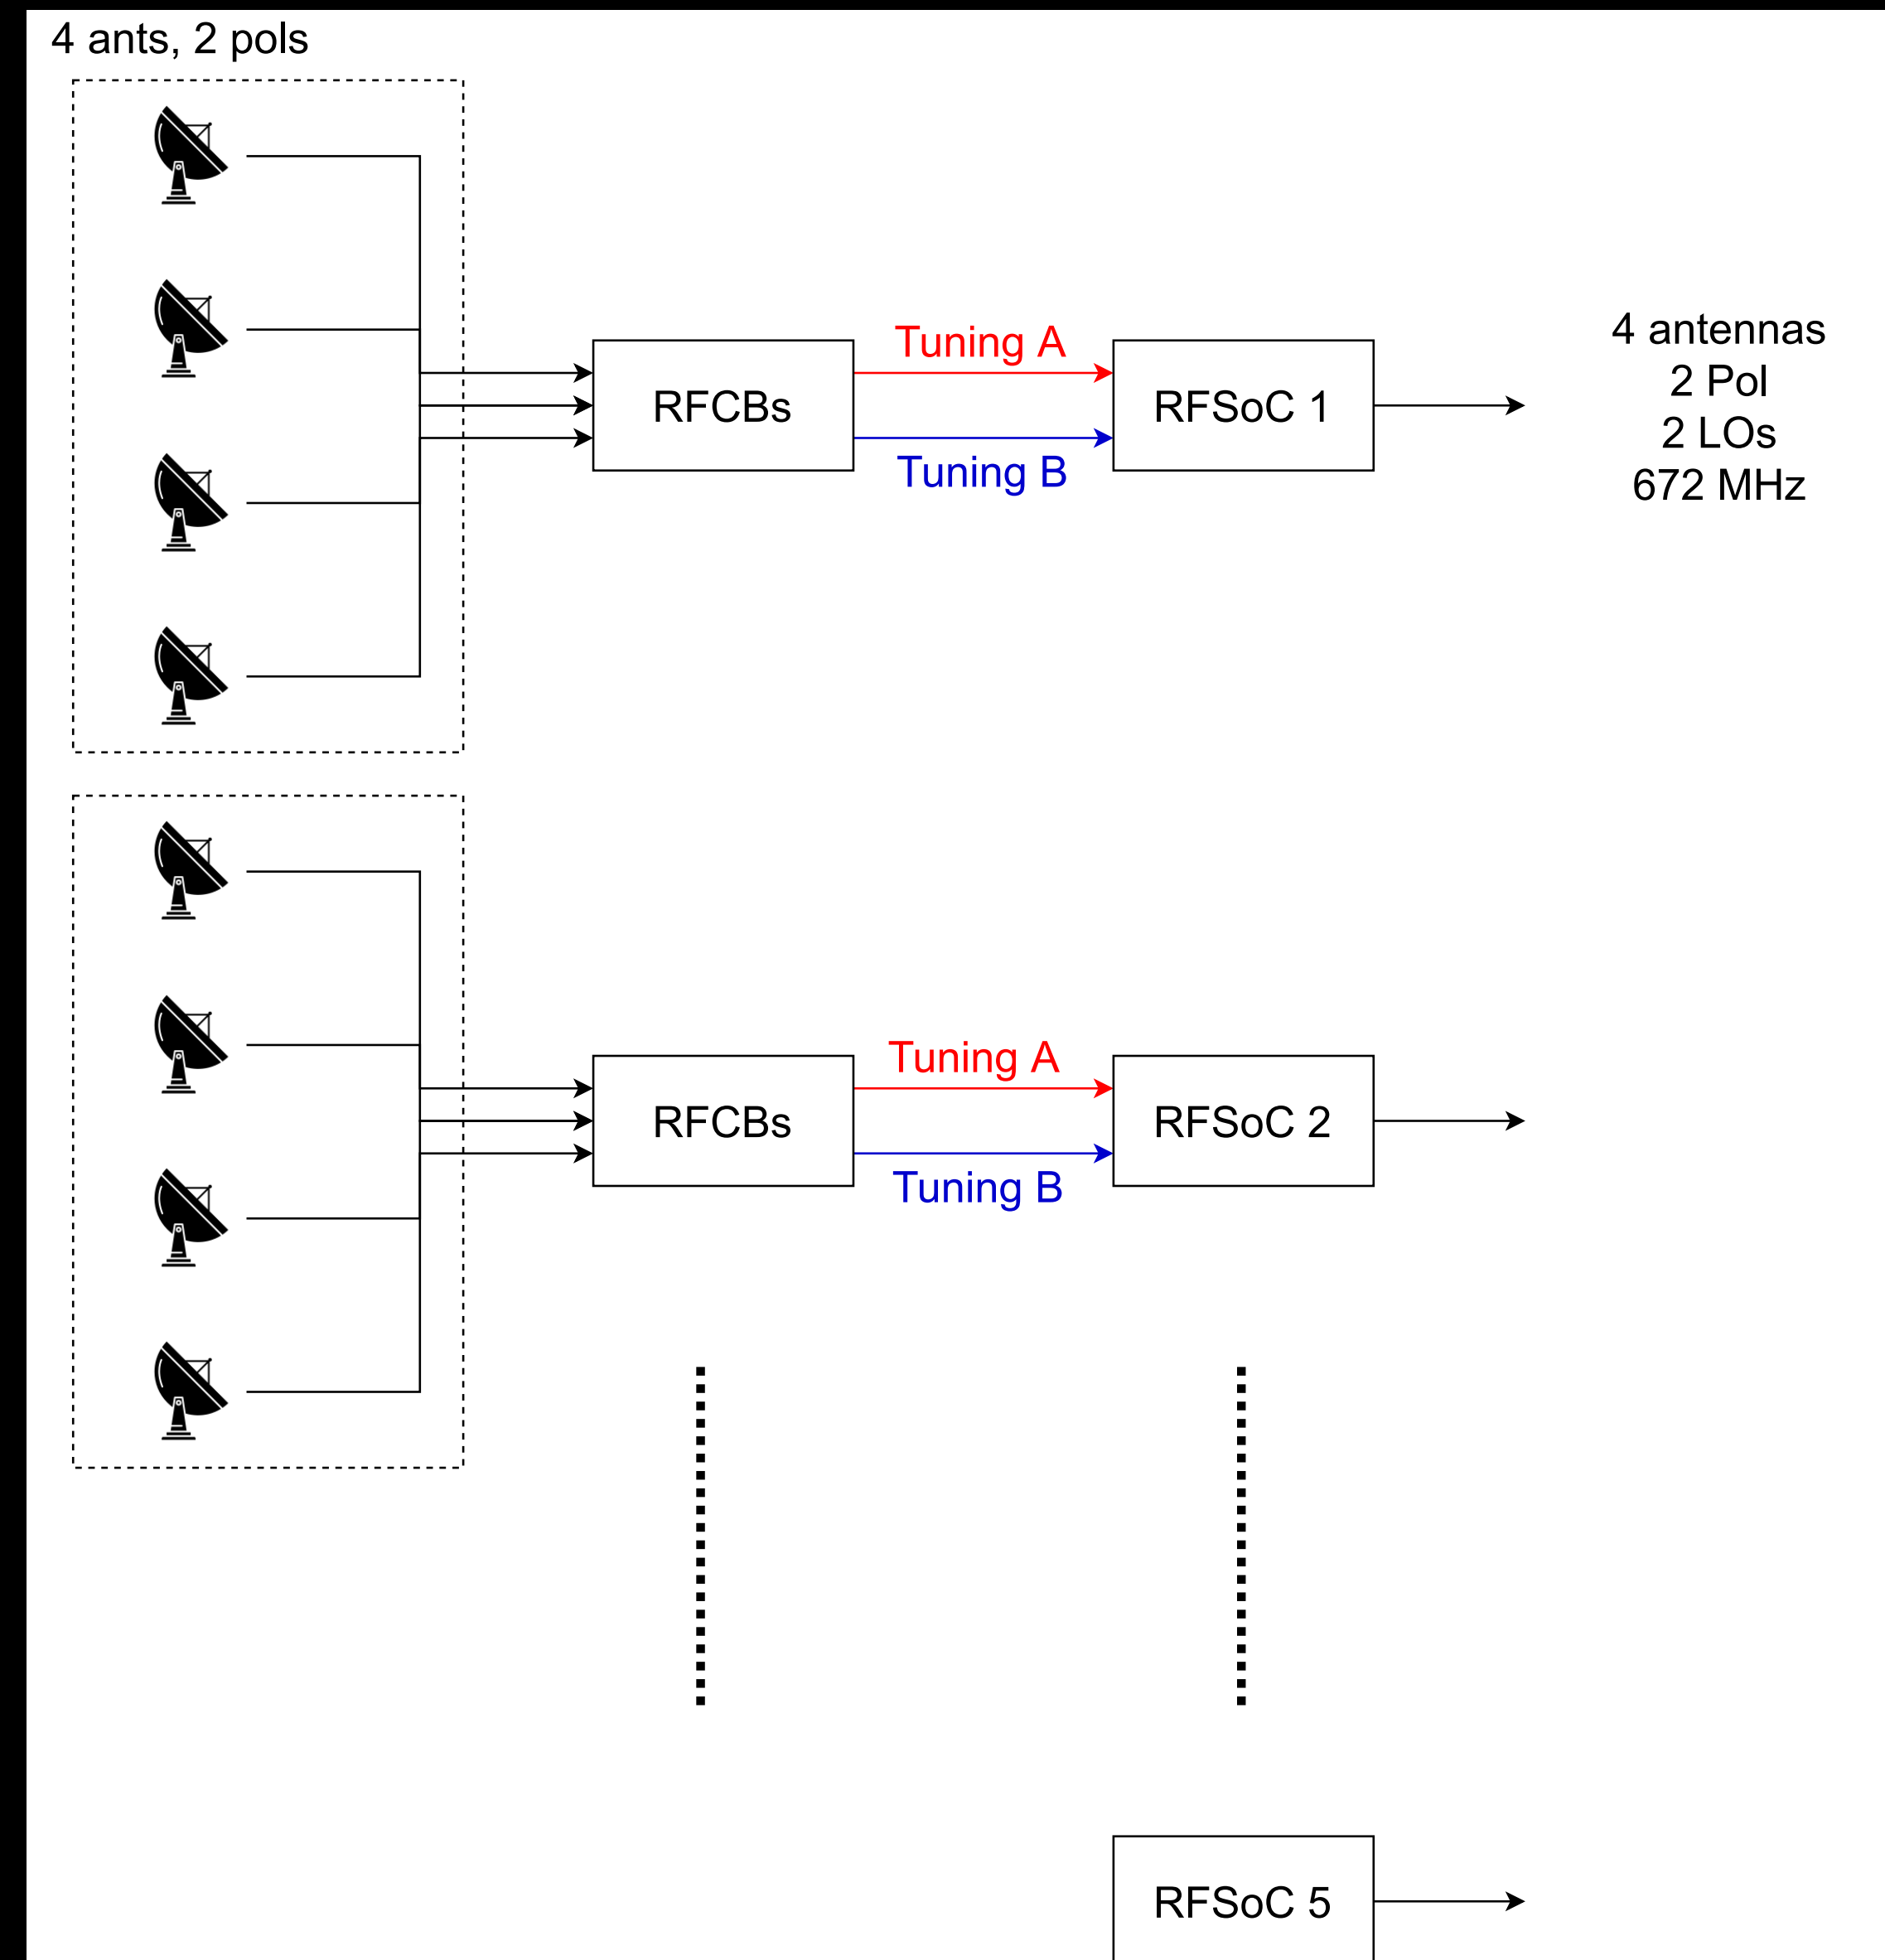 4 ants, 2 pols
Tuning A
RFCBs
RFSoC 1
Tuning B
4 antennas
2 Pol
2 LOs
672 MHz
Tuning A
RFCBs
RFSoC 2
Tuning B
RFSoC 5